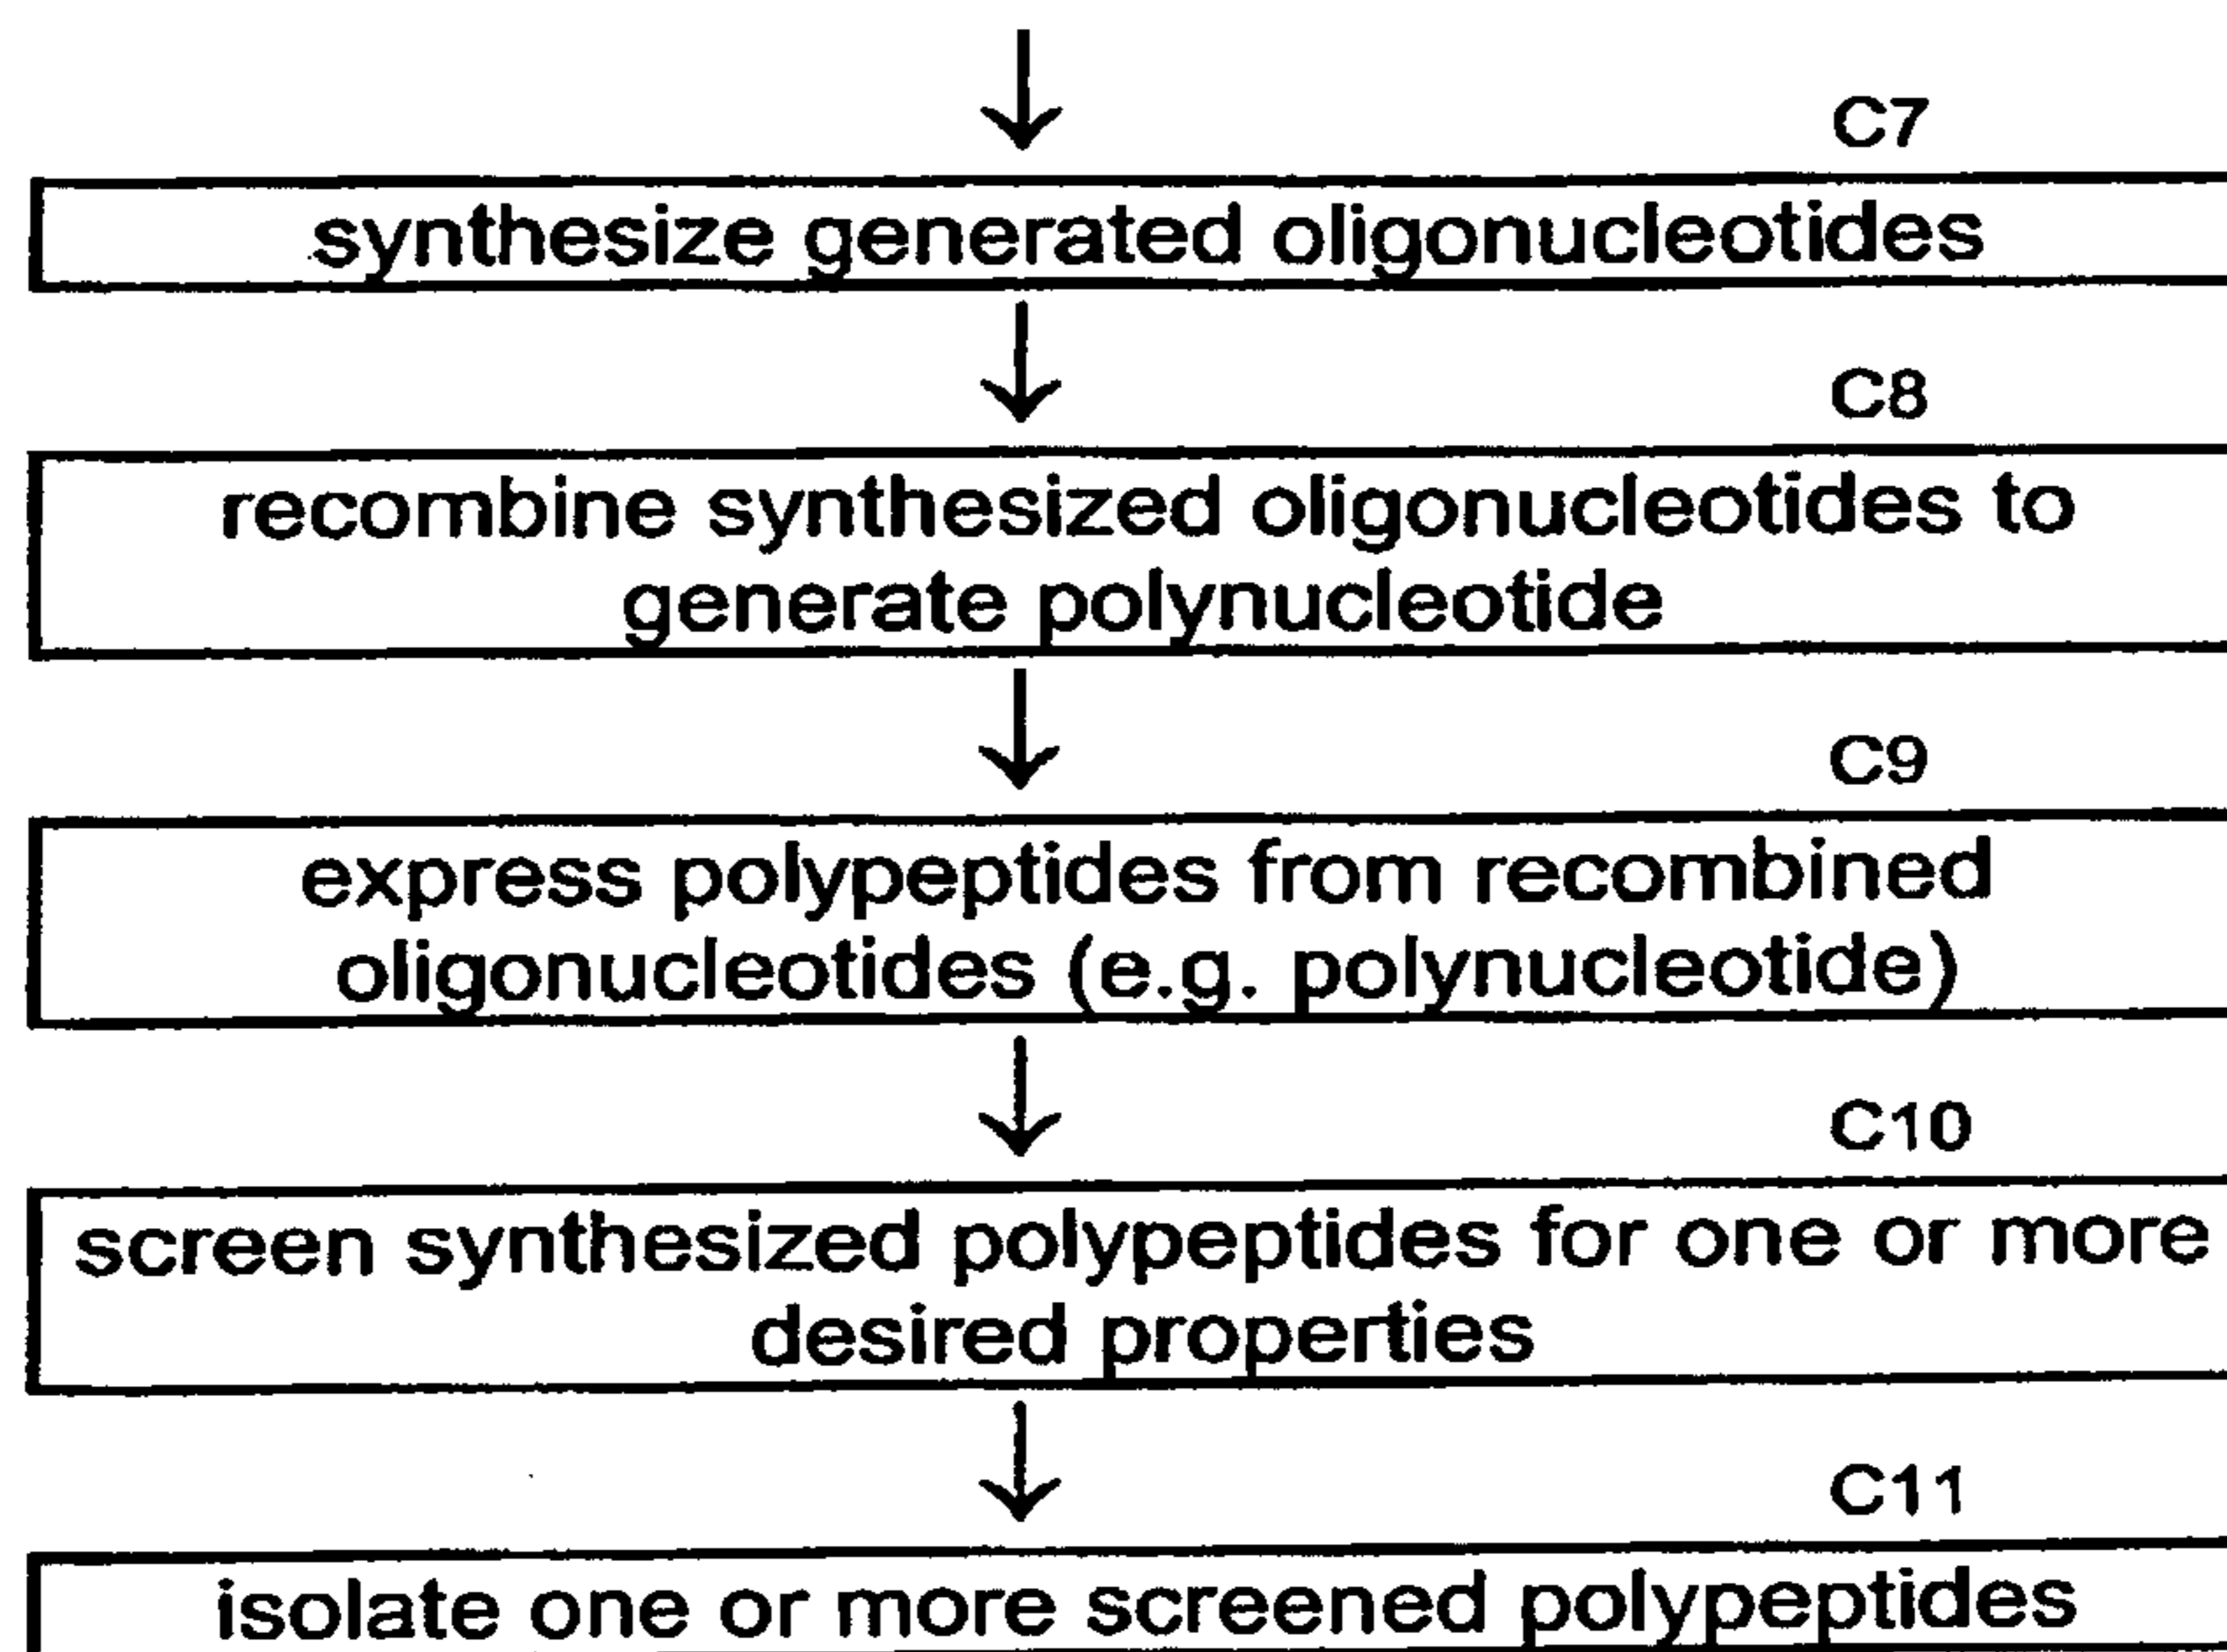 C7
synthesize generated oligonucleotides
C8
recombine synthesized oligonucleotides to
generate polynucleotide
C9
express polypeptides from recombined
oligonucleotides (e.g. polynucleotide)
C10
screen synthesized polypeptides for one or more
desired properties
C11
isolate one or more screened polypeptides